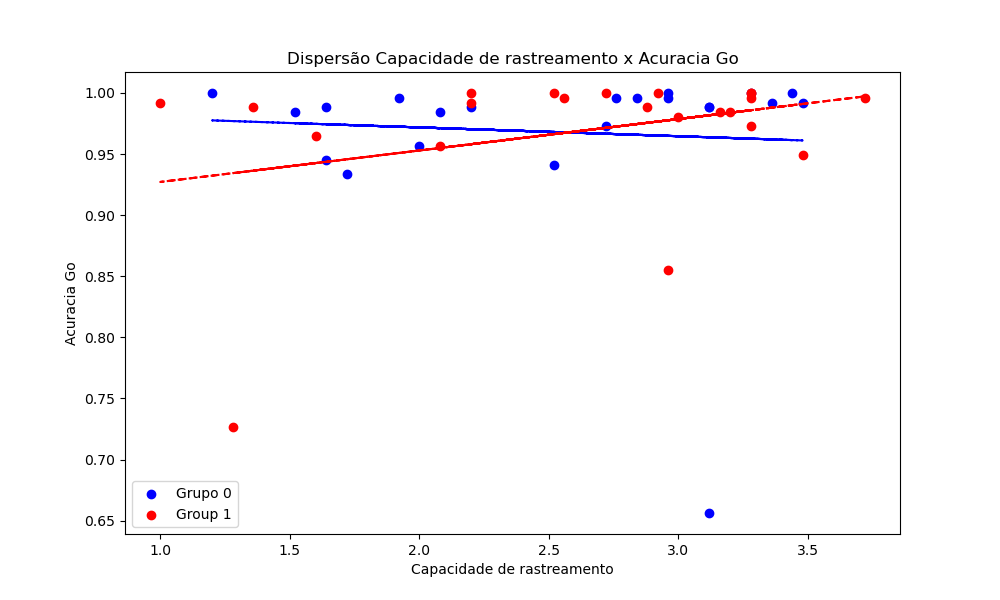 Dispersão Capacidade de rastreamento x Acuracia Go
1.00
0.95
0.90
0.85
0.80
0.75
0.70
0.65
Acuracia Go
Grupo 0
Group 1
1.0 1.5 2.0 2.5 3.0 3.5
Capacidade de rastreamento